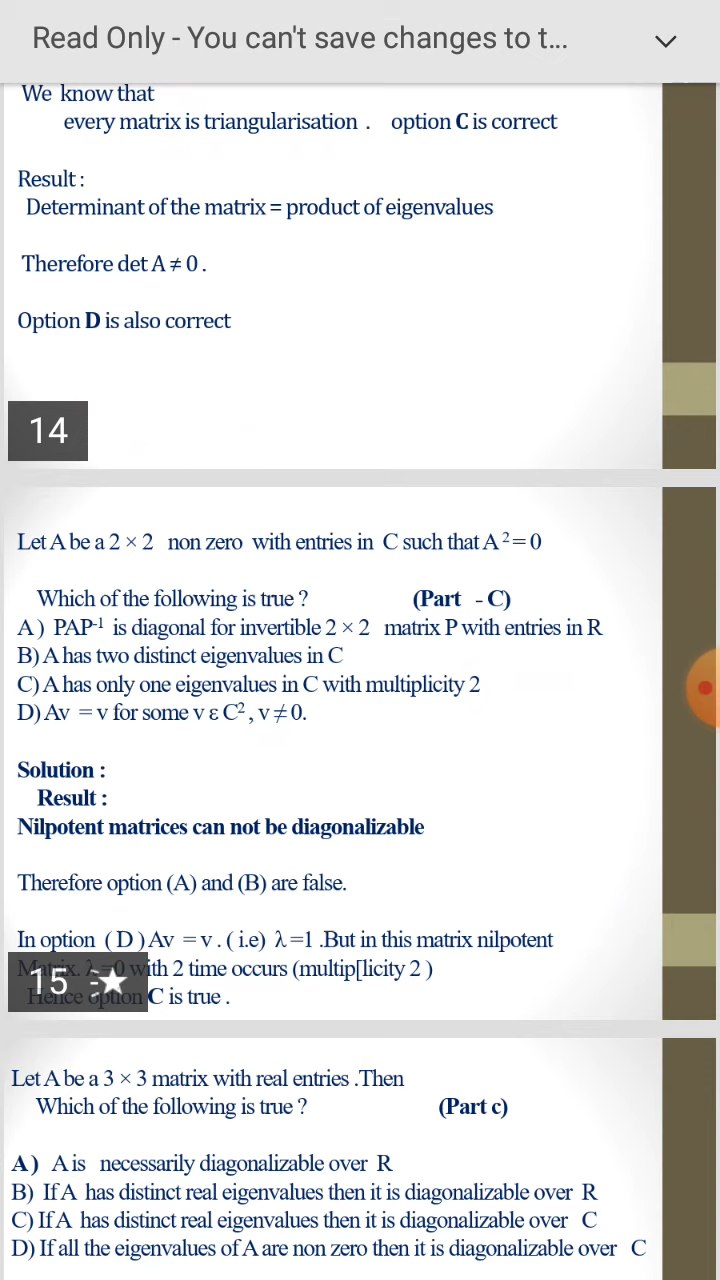 Read Only - You can't save changes to t...
We know that
every matrix is triangularisation . option C is correct
Result :
Determinant of the matrix = product of eigenvalues
Therefore det A ≠ 0 .
Option D is also correct
14
Let A be a 2 × 2 non zero with entries in C such that A ² = 0
Which of the following is true ? (Part - C)
A ) PAP⁻¹ is diagonal for invertible 2 × 2 matrix P with entries in R
B) A has two distinct eigenvalues in C
C) A has only one eigenvalues in C with multiplicity 2
D) Av = v for some v ε C² , v ≠ 0.
Solution :
Result :
Nilpotent matrices can not be diagonalizable
Therefore option (A) and (B) are false.
In option ( D ) Av = v . ( i.e) λ =1 .But in this matrix nilpotent
Matrix. λ =0 with 2 time occurs (multip[licity 2 )
15
Hence option C is true .
Let A be a 3 × 3 matrix with real entries .Then
Which of the following is true ? (Part c)
A ) A is necessarily diagonalizable over R
B) If A has distinct real eigenvalues then it is diagonalizable over R
C) If A has distinct real eigenvalues then it is diagonalizable over C
D) If all the eigenvalues of A are non zero then it is diagonalizable over C